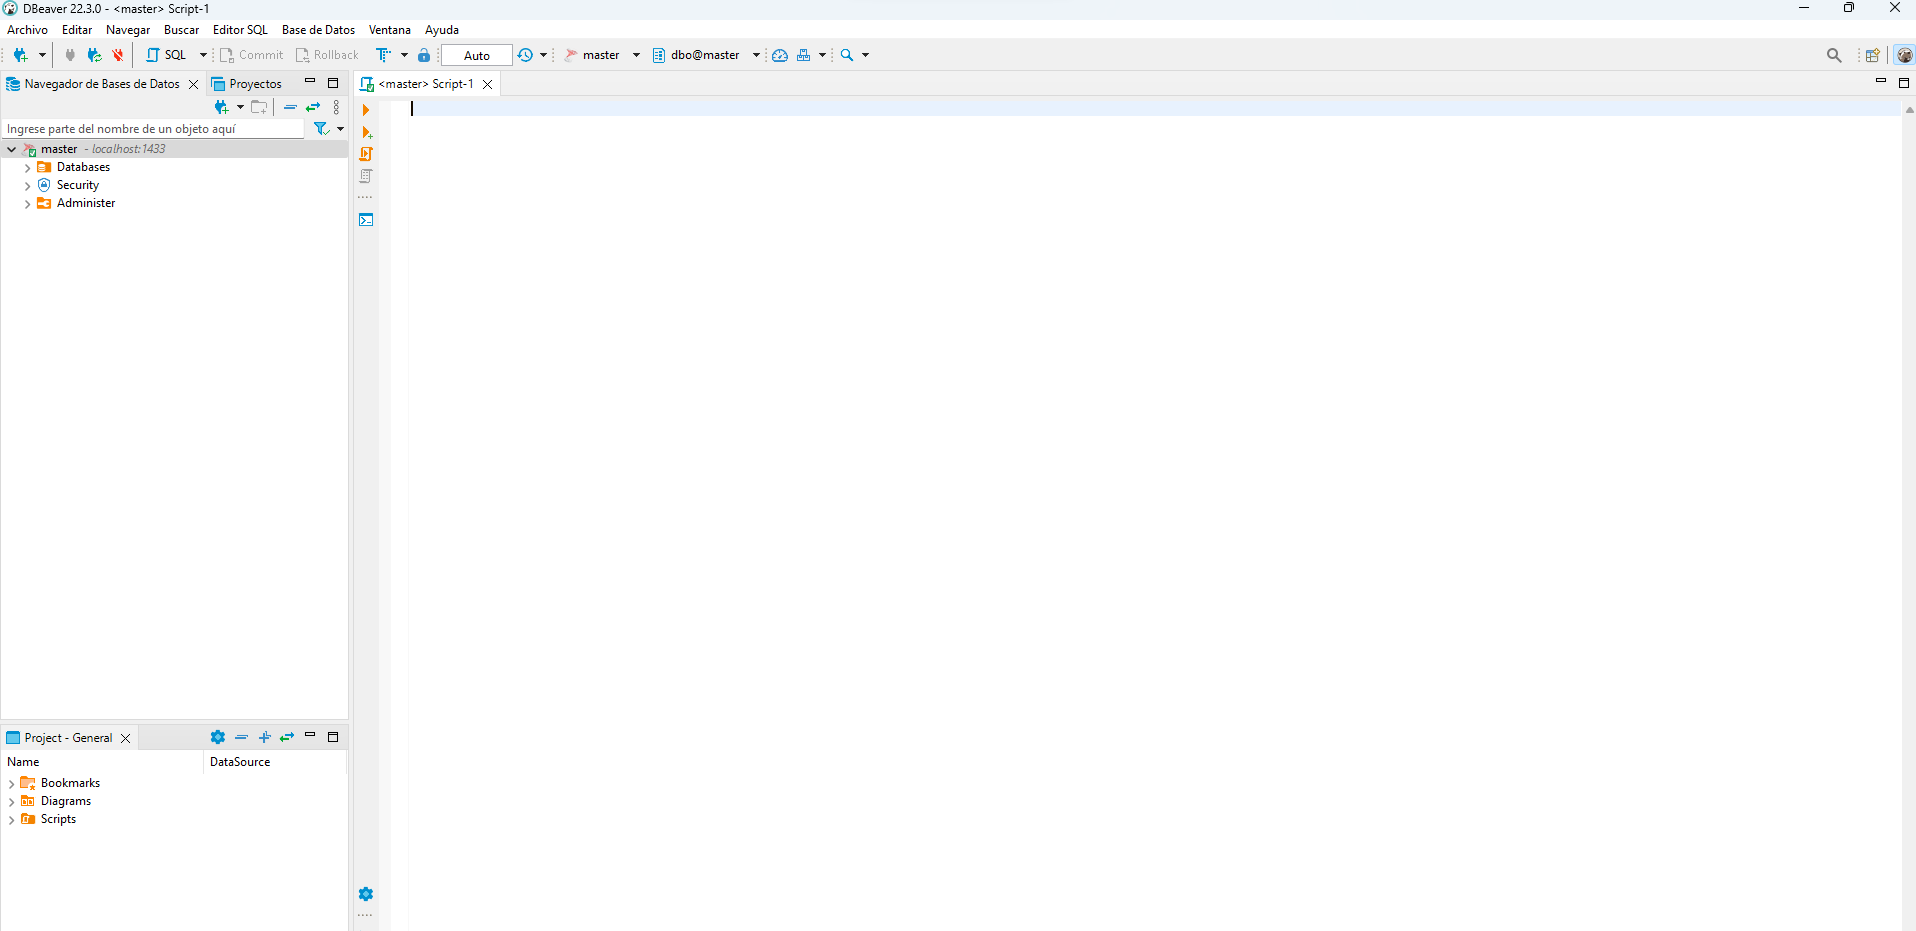 DBeaver 22.3.0 - <master> Script-1
Archivo Editar Navegar Buscar Editor SQL Base de Datos Ventana Ayuda
SQL Commit Rollback Auto master dbo@master
Navegador de Bases de Datos Proyectos
<master> Script-1
Ingrese parte del nombre de un objeto aquí
master - localhost:1433
Databases
Security
Administer
Project - General
Name DataSource
Bookmarks
Diagrams
Scripts